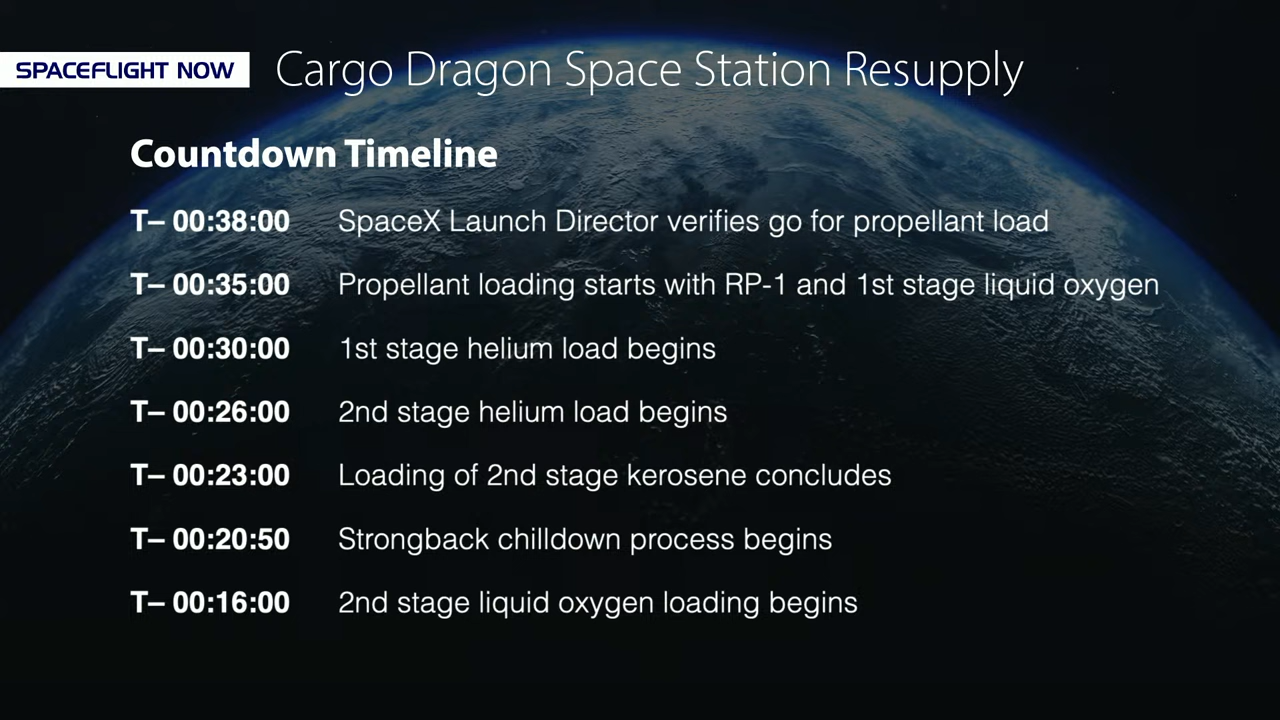 SPACEFLIGHT NOW Cargo Dragon Space Station Resupply
Countdown Timeline
T– 00:38:00 SpaceX Launch Director verifies go for propellant load
T– 00:35:00 Propellant loading starts with RP-1 and 1st stage liquid oxygen
T– 00:30:00 1st stage helium load begins
T– 00:26:00 2nd stage helium load begins
T– 00:23:00 Loading of 2nd stage kerosene concludes
T– 00:20:50 Strongback chilldown process begins
T– 00:16:00 2nd stage liquid oxygen loading begins